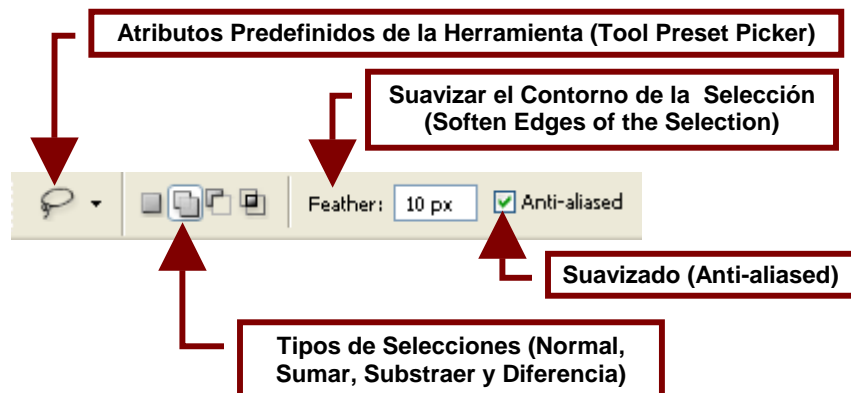 Atributos Predefinidos de la Herramienta (Tool Preset Picker)
Suavizar el Contorno de la Selección
(Soften Edges of the Selection)
Feather: 10 px Anti-aliased
Suavizado (Anti-aliased)
Tipos de Selecciones (Normal,
Sumar, Substraer y Diferencia)